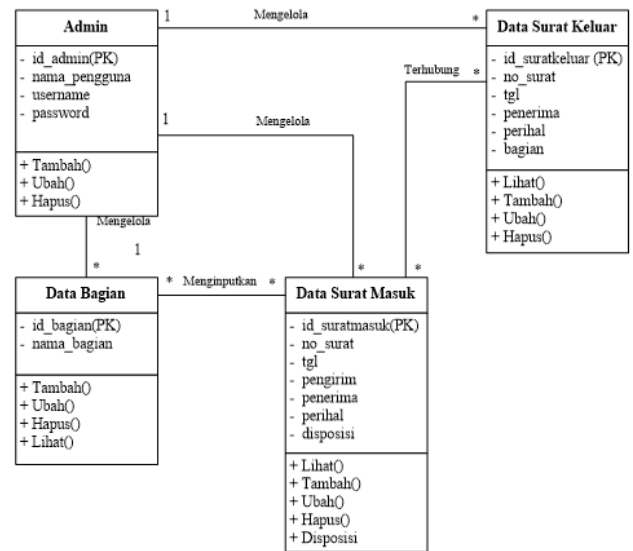 Admin
- id_admin(PK)
- nama_pengguna
- username
- password
+ Tambah()
+ Ubah()
+ Hapus()
1 Mengelola *
Data Surat Keluar
- id_suratkeluar (PK)
- no_surat
- tgl
- penerima
- perihal
- bagian
+ Lihat()
+ Tambah()
+ Ubah()
+ Hapus()
Terhubung *
*
1 Mengelola
*
Mengelola
1
*
Data Bagian
- id_bagian(PK)
- nama_bagian
+ Tambah()
+ Ubah()
+ Hapus()
+ Lihat()
* Menginputkan *
Data Surat Masuk
- id_suratmasuk(PK)
- no_surat
- tgl
- pengirim
- penerima
- perihal
- disposisi
+ Lihat()
+ Tambah()
+ Ubah()
+ Hapus()
+ Disposisi